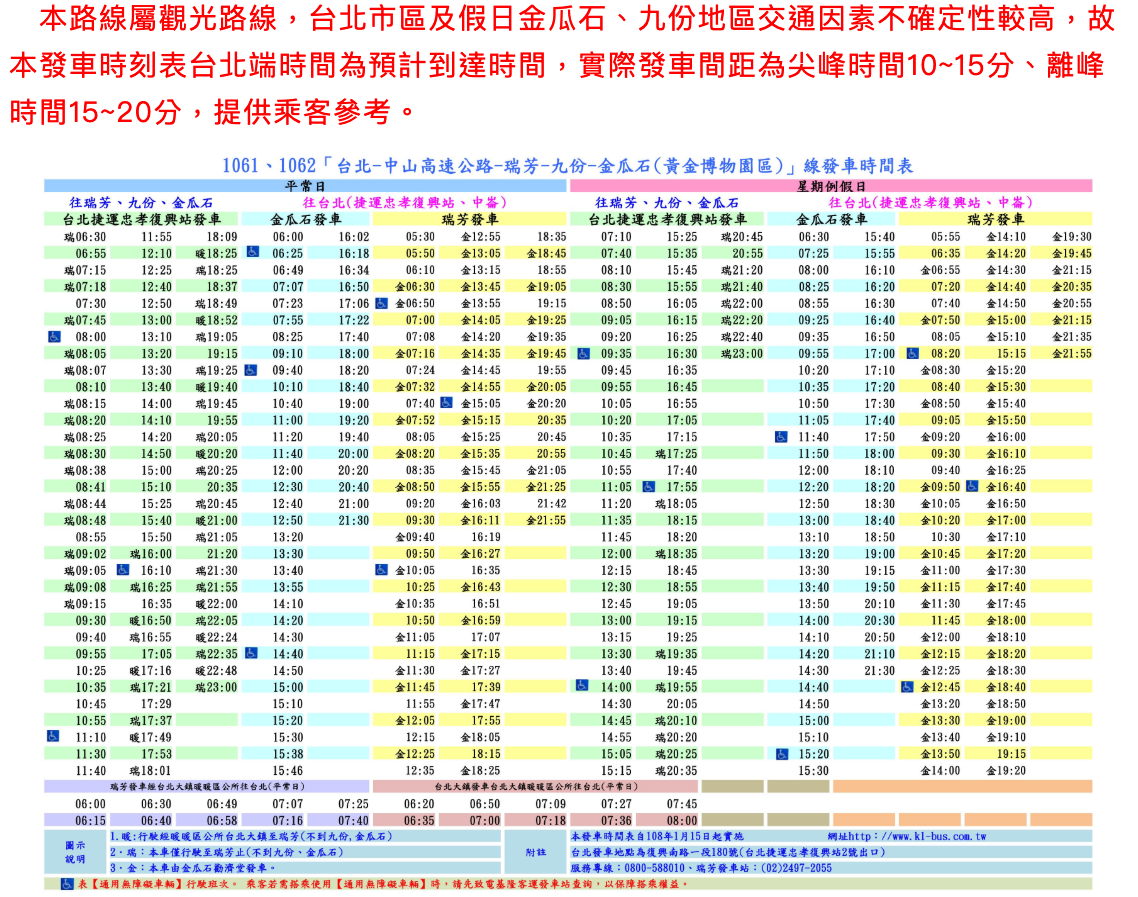 本路線屬觀光路線，台北市區及假日金瓜石、九份地區交通因素不確定性較高，故
本發車時刻表台北端時間為預計到達時間，實際發車間距為尖峰時間10~15分、離峰
時間15~20分，提供乘客參考。
1061、1062「台北-中山高速公路-瑞芳-九份-金瓜石(黃金博物園區)」線發車時間表
平常日 星期例假日
往瑞芳、九份、金瓜石 往台北(捷運忠孝復興站、中崙) 往瑞芳、九份、金瓜石 往台北(捷運忠孝復興站、中崙)
台北捷運忠孝復興站發車 金瓜石發車 瑞芳發車 台北捷運忠孝復興站發車 金瓜石發車 瑞芳發車
瑞06:30 11:55 18:09 06:00 16:02 05:30 金12:55 18:35 07:10 15:25 瑞20:45 06:30 15:40 05:55 金14:10 金19:30
06:55 12:10 暖18:25 06:25 16:18 05:50 金13:05 金18:45 07:40 15:35 20:55 07:25 15:55 06:35 金14:20 金19:45
瑞07:15 12:25 瑞18:25 06:49 16:34 06:10 金13:15 18:55 08:10 15:45 瑞21:20 08:00 16:10 金06:55 金14:30 金21:15
瑞07:18 12:40 18:37 07:07 16:50 金06:30 金13:45 金19:05 08:30 15:55 瑞21:40 08:25 16:20 07:20 金14:40 金20:35
07:30 12:50 瑞18:49 07:23 17:06 金06:50 金13:55 19:15 08:50 16:05 瑞22:00 08:55 16:30 07:40 金14:50 金20:55
瑞07:45 13:00 暖18:52 07:55 17:22 07:00 金14:05 金19:25 09:05 16:15 瑞22:20 09:25 16:40 金07:50 金15:00 金21:15
08:00 13:10 瑞19:05 08:25 17:40 07:08 金14:20 金19:35 09:20 16:25 瑞22:40 09:35 16:50 08:05 金15:10 金21:35
瑞08:05 13:20 19:15 09:10 18:00 金07:16 金14:35 金19:45 09:35 16:30 瑞23:00 09:55 17:00 08:20 15:15 金21:55
瑞08:07 13:30 瑞19:25 09:40 18:20 07:24 金14:45 19:55 09:45 16:35 10:20 17:10 金08:30 金15:20
08:10 13:40 暖19:40 10:10 18:40 金07:32 金14:55 金20:05 09:55 16:45 10:35 17:20 08:40 金15:30
瑞08:15 14:00 瑞19:45 10:40 19:00 07:40 金15:05 金20:20 10:05 16:55 10:50 17:30 金08:50 金15:40
瑞08:20 14:10 19:55 11:00 19:20 金07:52 金15:15 20:35 10:20 17:05 11:05 17:40 09:05 金15:50
瑞08:25 14:20 瑞20:05 11:20 19:40 08:05 金15:25 20:45 10:35 17:15 11:40 17:50 金09:20 金16:00
瑞08:30 14:50 暖20:20 11:40 20:00 金08:20 金15:35 20:55 10:45 瑞17:25 11:50 18:00 09:30 金16:10
瑞08:38 15:00 瑞20:25 12:00 20:20 08:35 金15:45 金21:05 10:55 17:40 12:00 18:10 09:40 金16:25
08:41 15:10 20:35 12:30 20:40 金08:50 金15:55 金21:25 11:05 17:55 12:20 18:20 金09:50 金16:40
瑞08:44 15:25 瑞20:45 12:40 21:00 09:20 金16:03 21:42 11:20 瑞18:05 12:50 18:30 金10:05 金16:50
瑞08:48 15:40 暖21:00 12:50 21:30 09:30 金16:11 金21:55 11:35 18:15 13:00 18:40 金10:20 金17:00
08:55 15:50 瑞21:05 13:20 金09:40 16:19 11:45 18:20 13:10 18:50 10:30 金17:10
瑞09:02 瑞16:00 21:20 13:30 09:50 金16:27 12:00 瑞18:35 13:20 19:00 金10:45 金17:20
瑞09:05 16:10 瑞21:30 13:40 金10:05 16:35 12:15 18:45 13:30 19:15 金11:00 金17:30
瑞09:08 瑞16:25 瑞21:55 13:55 10:25 金16:43 12:30 18:55 13:40 19:50 金11:15 金17:40
瑞09:15 16:35 暖22:00 14:10 金10:35 16:51 12:45 19:05 13:50 20:10 金11:30 金17:45
09:30 暖16:50 瑞22:05 14:20 10:50 金16:59 13:00 19:15 14:00 20:30 11:45 金18:00
09:40 瑞16:55 暖22:24 14:30 金11:05 17:07 13:15 19:25 14:10 20:50 金12:00 金18:10
09:55 17:05 瑞22:35 14:40 11:15 金17:15 13:30 瑞19:35 14:20 21:10 金12:15 金18:20
10:25 暖17:16 暖22:48 14:50 金11:30 金17:27 13:40 19:45 14:30 21:30 金12:25 金18:30
10:35 瑞17:21 瑞23:00 15:00 金11:45 17:39 14:00 瑞19:55 14:40 金12:45 金18:40
10:45 17:29 15:10 11:55 金17:47 14:30 20:05 14:50 金13:20 金18:50
10:55 瑞17:37 15:20 金12:05 17:55 14:45 瑞20:10 15:00 金13:30 金19:00
11:10 暖17:49 15:30 12:15 金18:05 14:55 瑞20:20 15:10 金13:40 金19:10
11:30 17:53 15:38 金12:25 18:15 15:05 瑞20:25 15:20 金13:50 19:15
11:40 瑞18:01 15:46 12:35 金18:25 15:15 瑞20:35 15:30 金14:00 金19:20
瑞芳發車經台北大鎮暖暖區公所往台北(平常日) 台北大鎮發車台北大鎮暖暖區公所往台北(平常日)
06:00 06:30 06:49 07:07 07:25 06:20 06:50 07:09 07:27 07:45
06:15 06:40 06:58 07:16 07:40 06:35 07:00 07:18 07:36 08:00
圖示
說明
1.暖:行駛經暖暖區公所台北大鎮至瑞芳(不到九份,金瓜石)
2．瑞：本車僅行駛至瑞芳止(不到九份、金瓜石)
3．金：本車由金瓜石勸濟堂發車。
附註
本發車時間表自108年1月15日起實施 網址http：//www.kl-bus.com.tw
台北發車地點為復興南路一段180號(台北捷運忠孝復興站2號出口)
服務專線：0800-588010、瑞芳發車站：(02)2497-2055
表【通用無障礙車輛】行駛班次。 乘客若需搭乘使用【通用無障礙車輛】時，請先致電基隆客運發車站查詢，以保障搭乘權益。